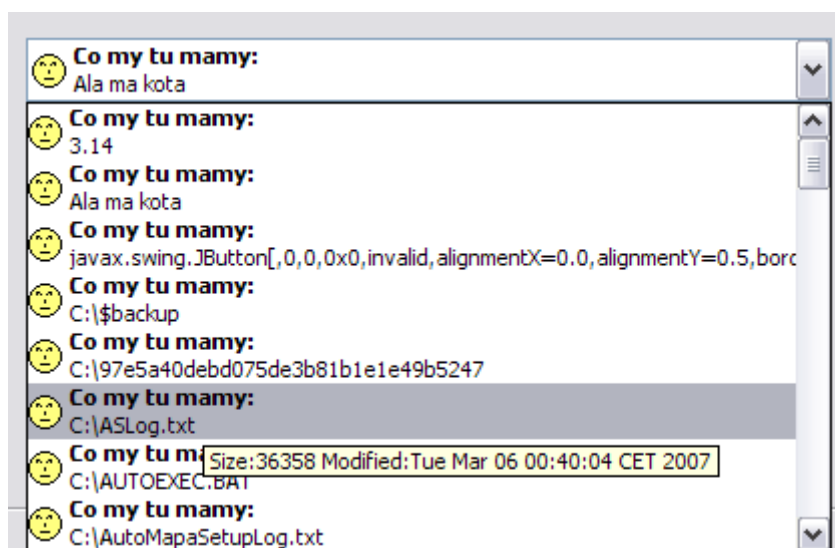 Co my tu mamy:
Ala ma kota
Co my tu mamy:
3.14
Co my tu mamy:
Ala ma kota
Co my tu mamy:
javax.swing.JButton[,0,0,0x0,invalid,alignmentX=0.0,alignmentY=0.5,borc
Co my tu mamy:
C:\$backup
Co my tu mamy:
C:\97e5a40debd075de3b81b1e1e49b5247
Co my tu mamy:
C:\ASLog.txt
Co my tu ma
Size:36358 Modified:Tue Mar 06 00:40:04 CET 2007
C:\AUTOEXEC.BAT
Co my tu mamy:
C:\AutoMapaSetupLog.txt